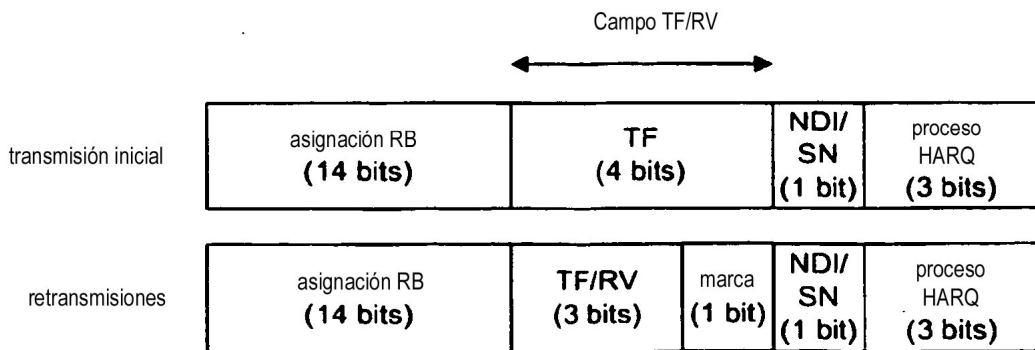 Campo TF/RV
transmisión inicial
asignación RB
(14 bits)
TF
(4 bits)
NDI/
SN
(1 bit)
proceso
HARQ
(3 bits)
retransmisiones
asignación RB
(14 bits)
TF/RV
(3 bits)
marca
(1 bit)
NDI/
SN
(1 bit)
proceso
HARQ
(3 bits)